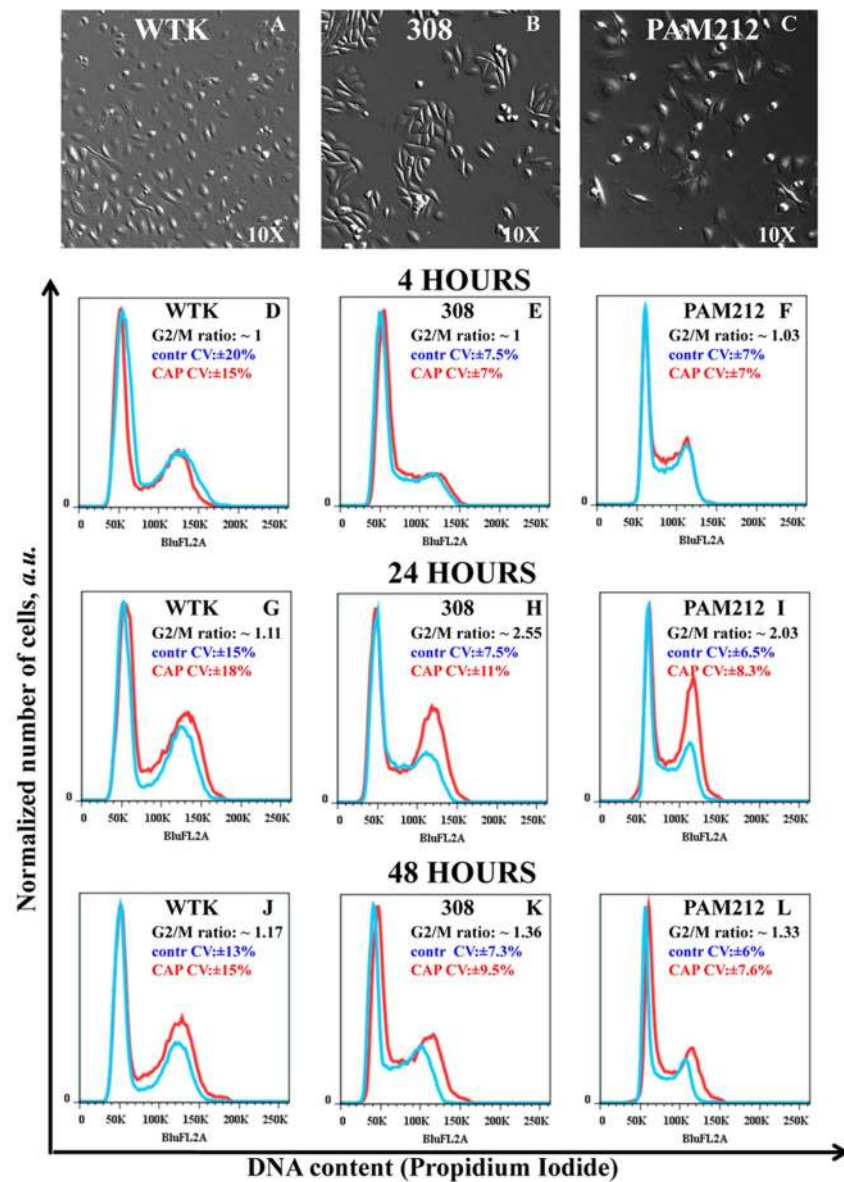 WTK A
10X
308 B
10X
PAM212 C
10X
Normalized number of cells, a.u.
4 HOURS
WTK D
G2/M ratio: ~ 1
contr CV:±20%
CAP CV:±15%
0
0 50K 100K 150K 200K 250K
BluFL2A
308 E
G2/M ratio: ~ 1
contr CV:±7.5%
CAP CV:±7%
0
0 50K 100K 150K 200K 250K
BluFL2A
PAM212 F
G2/M ratio: ~ 1.03
contr CV:±7%
CAP CV:±7%
0
0 50K 100K 150K 200K 250K
BluFL2A
24 HOURS
WTK G
G2/M ratio: ~ 1.11
contr CV:±15%
CAP CV:±18%
0
0 50K 100K 150K 200K 250K
BluFL2A
308 H
G2/M ratio: ~ 2.55
contr CV:±7.5%
CAP CV:±11%
0
0 50K 100K 150K 200K 250K
BluFL2A
PAM212 I
G2/M ratio: ~ 2.03
contr CV:±6.5%
CAP CV:±8.3%
0
0 50K 100K 150K 200K 250K
BluFL2A
48 HOURS
WTK J
G2/M ratio: ~ 1.17
contr CV:±13%
CAP CV:±15%
0
0 50K 100K 150K 200K 250K
BluFL2A
308 K
G2/M ratio: ~ 1.36
contr CV:±7.3%
CAP CV:±9.5%
0
0 50K 100K 150K 200K 250K
BluFL2A
PAM212 L
G2/M ratio: ~ 1.33
contr CV:±6%
CAP CV:±7.6%
0
0 50K 100K 150K 200K 250K
BluFL2A
DNA content (Propidium Iodide)